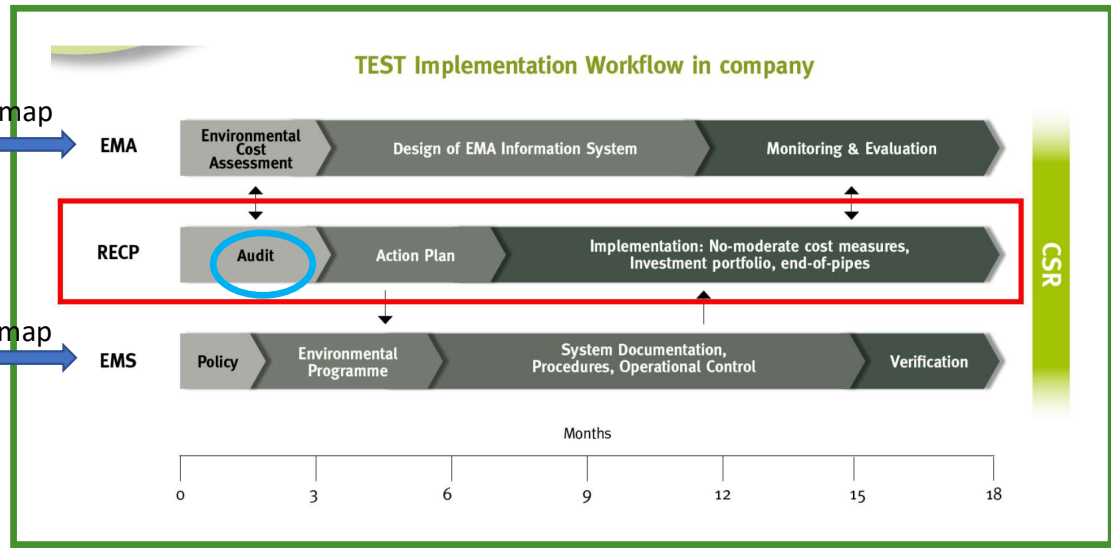 TEST Implementation Workflow in company
map
EMA
Environmental
Cost
Assessment
Design of EMA Information System
Monitoring & Evaluation
RECP
Audit
Action Plan
Implementation: No-moderate cost measures,
Investment portfolio, end-of-pipes
CSR
map
EMS
Policy
Environmental
Programme
System Documentation,
Procedures, Operational Control
Verification
Months
0 3 6 9 12 15 18